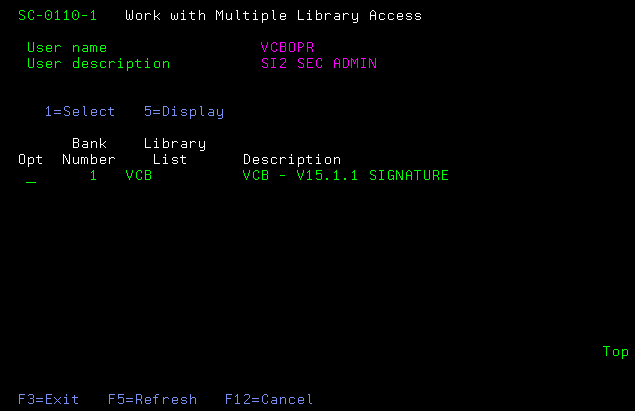 SC-0110-1 Work with Multiple Library Access
User name VCBOPR
User description SI2 SEC ADMIN
1=Select 5=Display
Bank Library
Opt Number List Description
_ 1 VCB VCB - V15.1.1 SIGNATURE
Top
F3=Exit F5=Refresh F12=Cancel